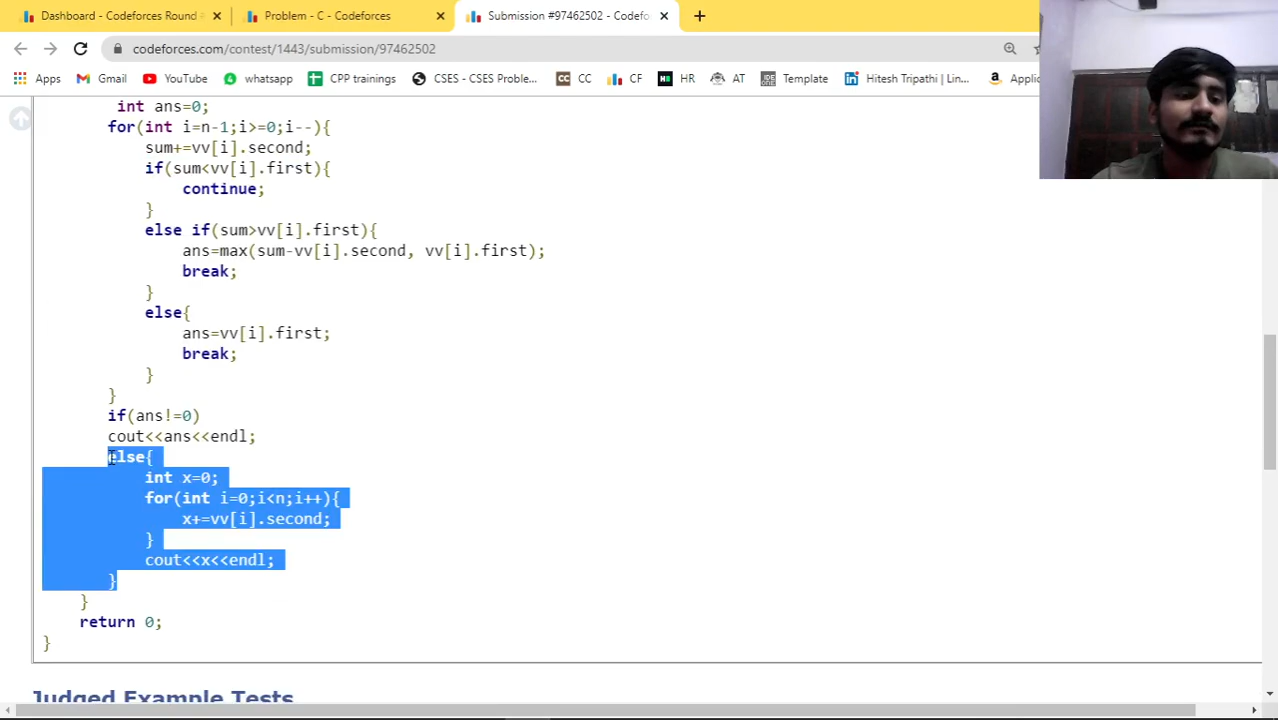 Dashboard - Codeforces Round
Problem - C - Codeforces
Submission #97462502 - Codefo
codeforces.com/contest/1443/submission/97462502
Apps
Gmail
YouTube
whatsapp
CPP trainings
CSES - CSES Proble...
CC
CF
HR
AT
Template
Hitesh Tripathi | Lin...
Applic
int ans=0;
for(int i=n-1;i>=0;i--){
sum+=vv[i].second;
if(sum<vv[i].first){
continue;
}
else if(sum>vv[i].first){
ans=max(sum-vv[i].second, vv[i].first);
break;
}
else{
ans=vv[i].first;
break;
}
}
if(ans!=0)
cout<<ans<<endl;
else{
int x=0;
for(int i=0;i<n;i++){
x+=vv[i].second;
}
cout<<x<<endl;
}
}
return 0;
}
Judged Example Tests